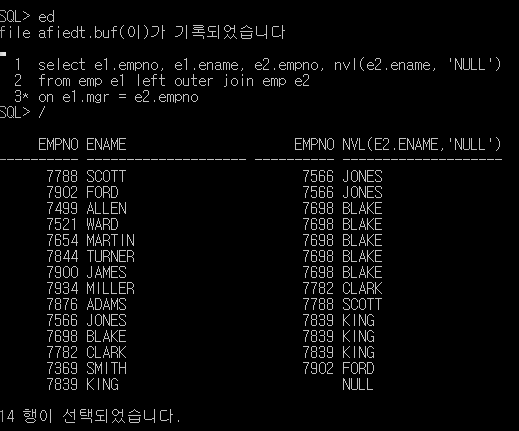 SQL> ed
file afiedt.buf(이)가 기록되었습니다
1 select e1.empno, e1.ename, e2.empno, nvl(e2.ename, 'NULL')
2 from emp e1 left outer join emp e2
3* on e1.mgr = e2.empno
SQL> /
EMPNO ENAME EMPNO NVL(E2.ENAME,'NULL')
---------- -------------------- ---------- --------------------
7788 SCOTT 7566 JONES
7902 FORD 7566 JONES
7499 ALLEN 7698 BLAKE
7521 WARD 7698 BLAKE
7654 MARTIN 7698 BLAKE
7844 TURNER 7698 BLAKE
7900 JAMES 7698 BLAKE
7934 MILLER 7782 CLARK
7876 ADAMS 7788 SCOTT
7566 JONES 7839 KING
7698 BLAKE 7839 KING
7782 CLARK 7839 KING
7369 SMITH 7902 FORD
7839 KING NULL
14 행이 선택되었습니다.